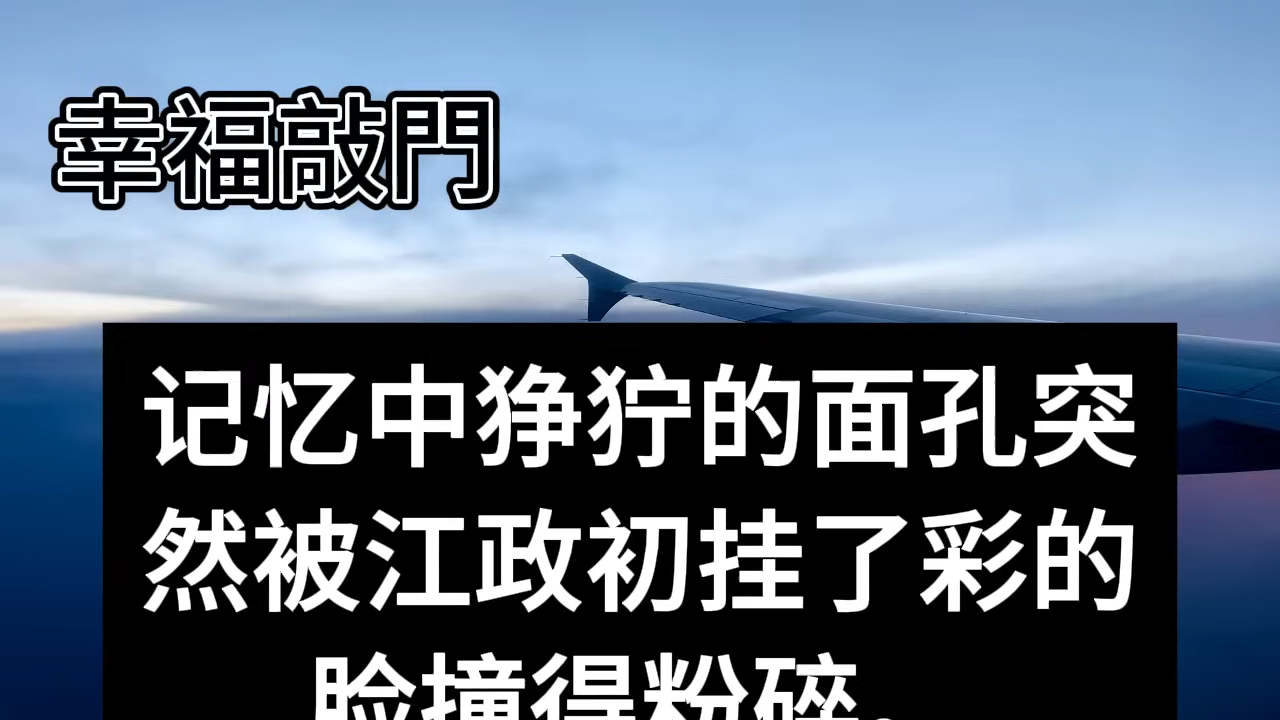 幸福敲門
记忆中狰狞的面孔突
然被江政初挂了彩的
脸撞得粉碎。